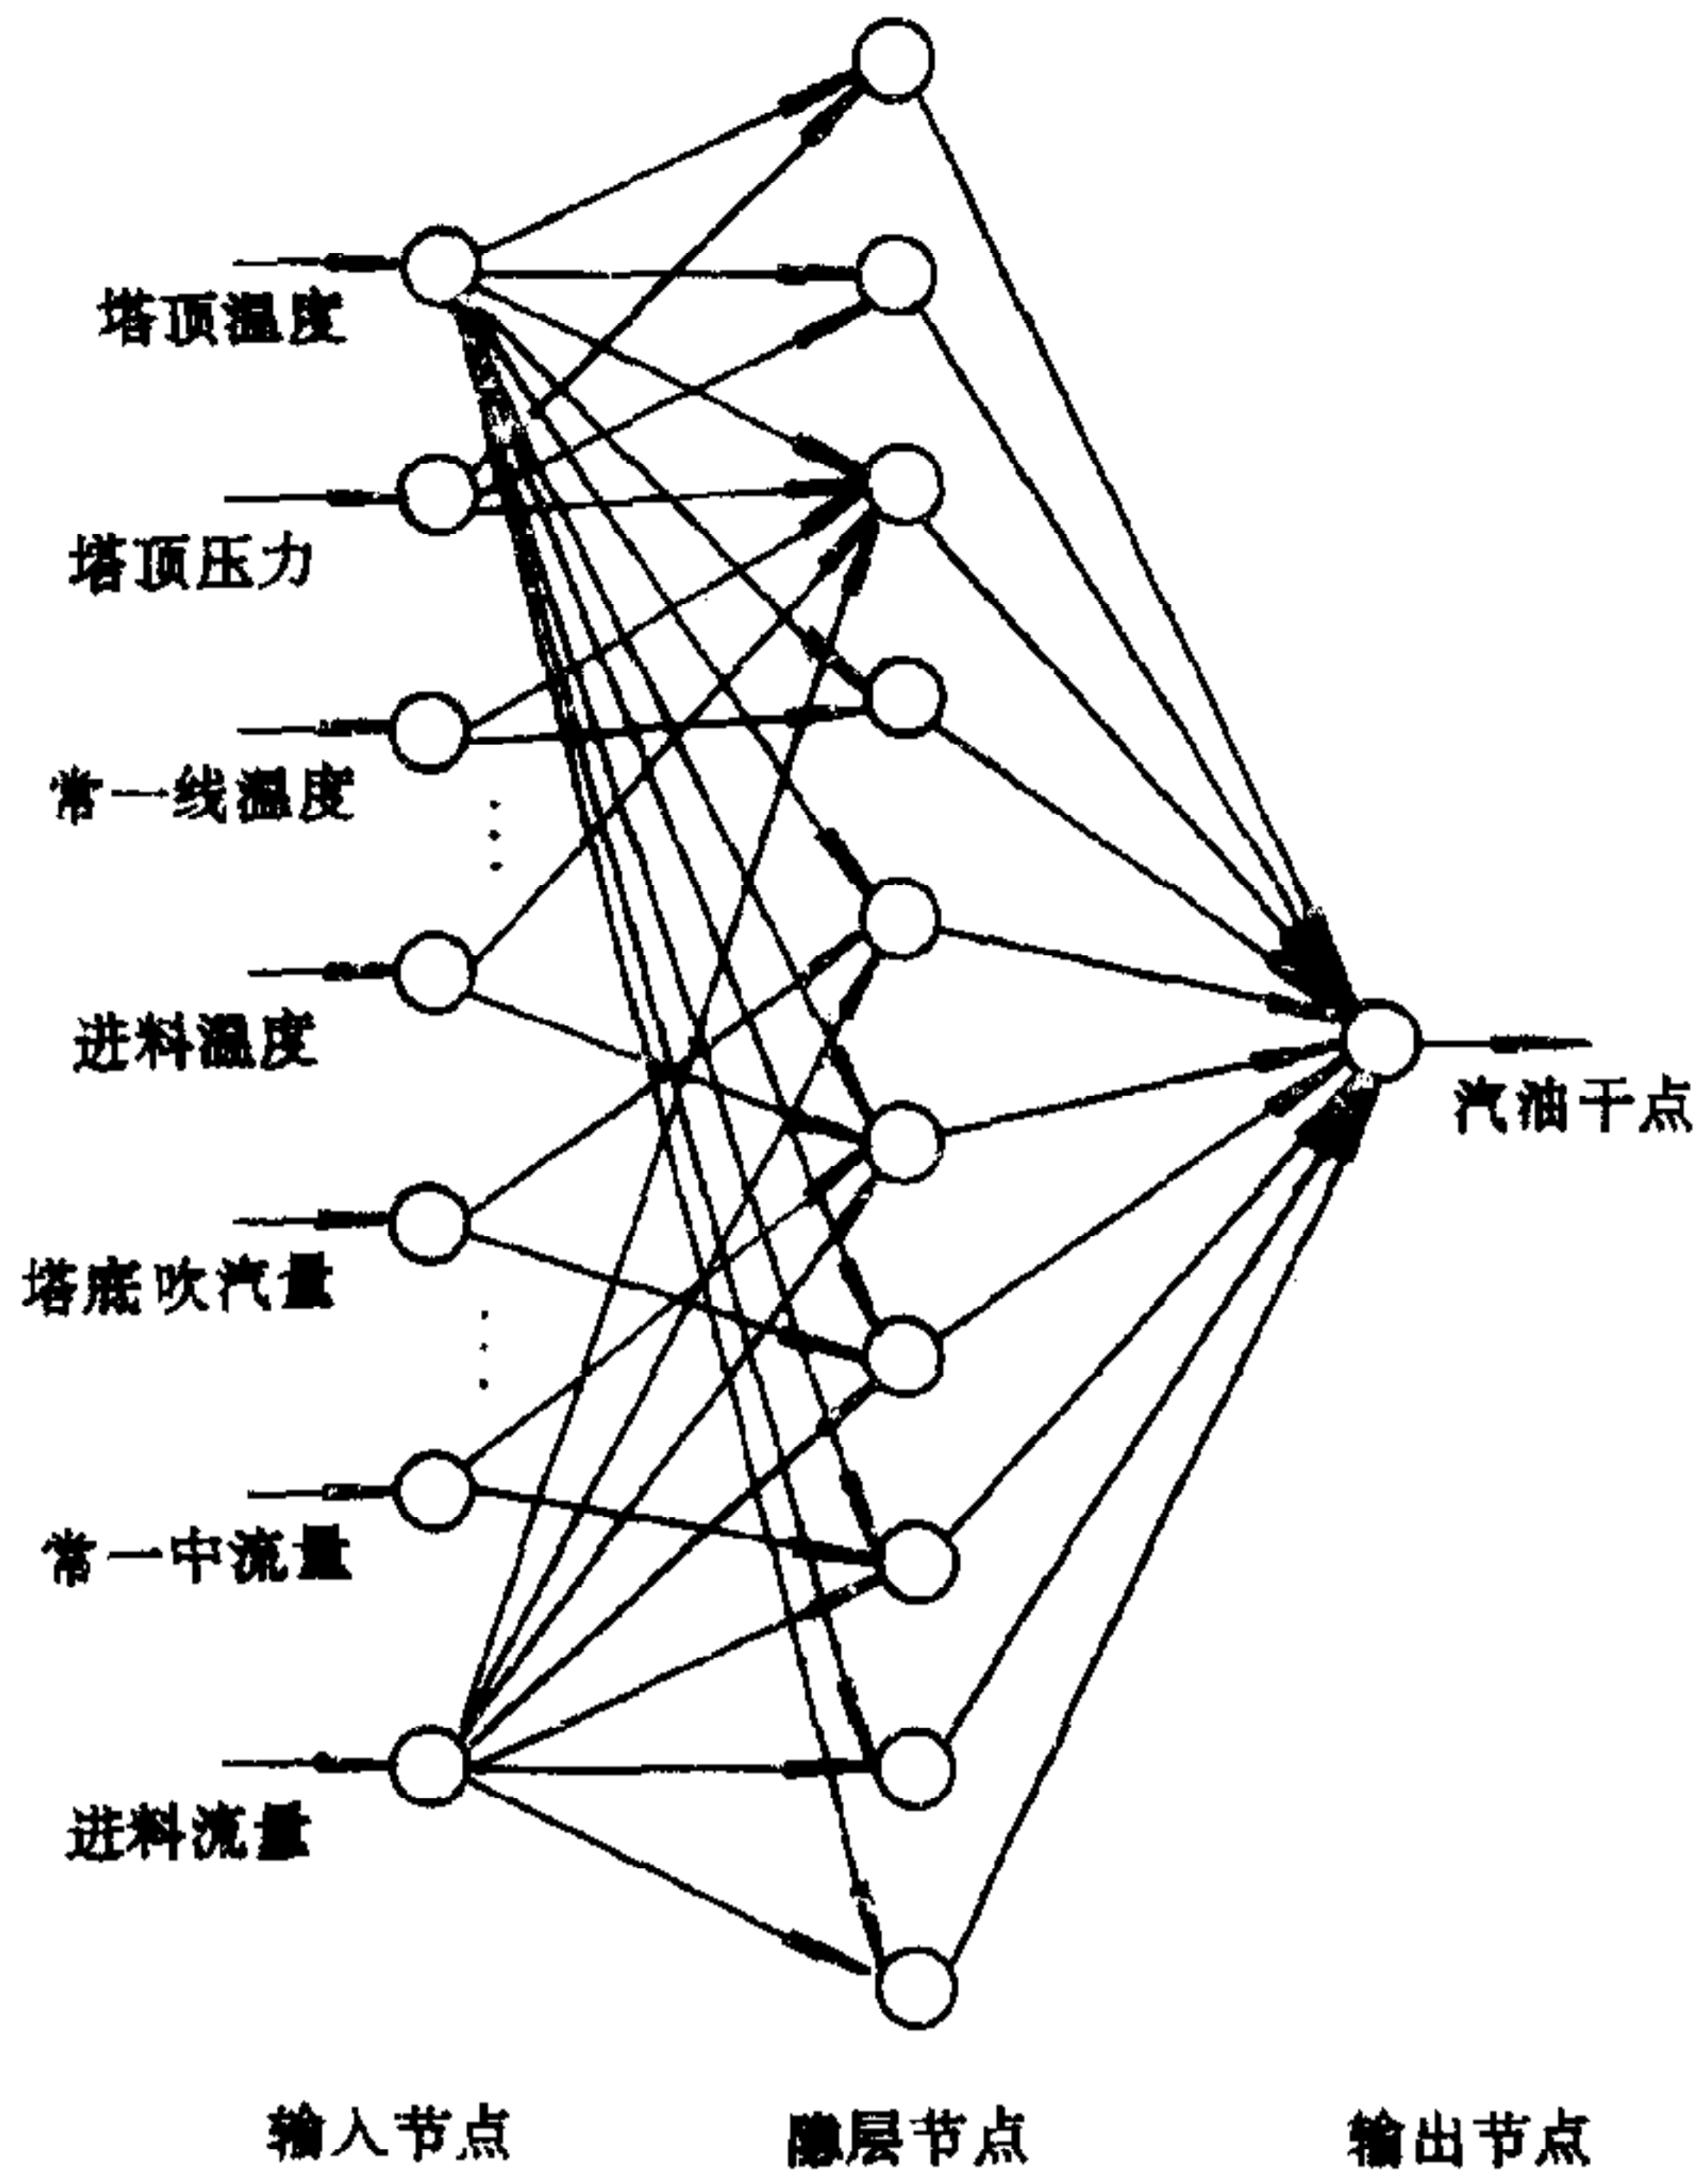 塔顶温度
塔顶压力
常一线温度
进料温度
塔底吹汽量
常一中流量
进料流量
汽油干点
输入节点
隐层节点
输出节点